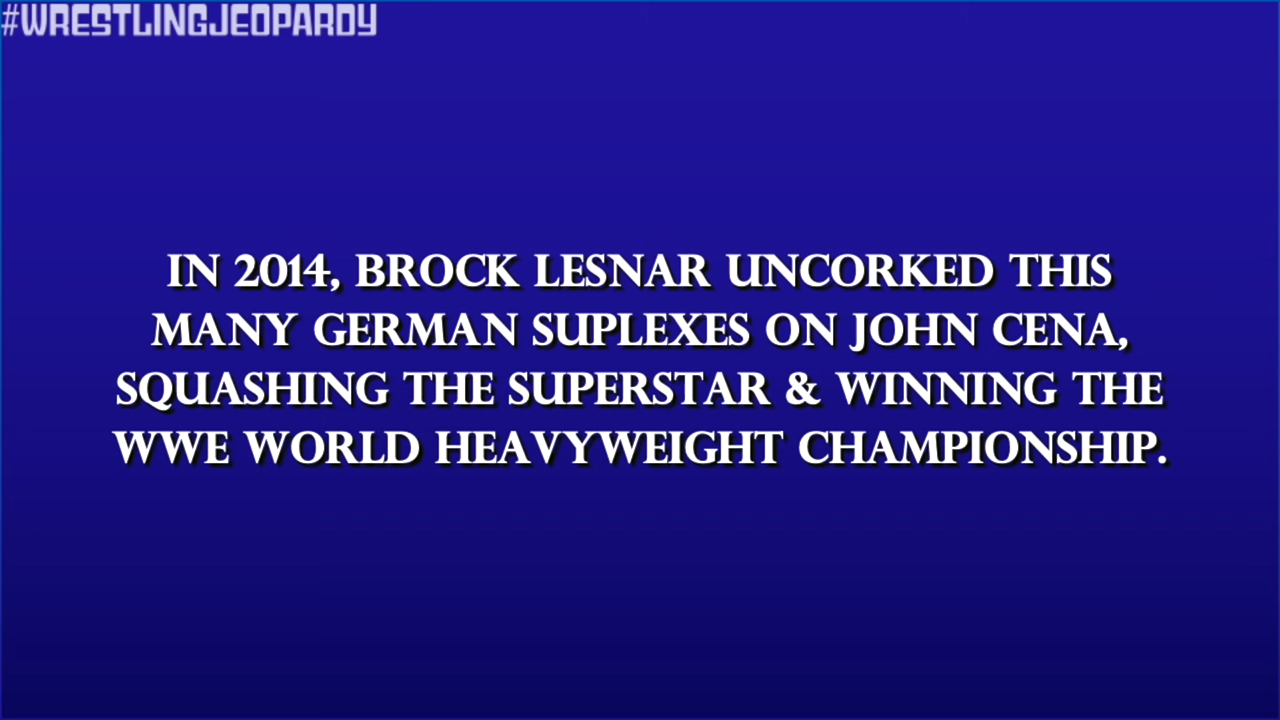 #WRESTLINGJEOPARDY
IN 2014, BROCK LESNAR UNCORKED THIS
MANY GERMAN SUPLEXES ON JOHN CENA,
SQUASHING THE SUPERSTAR & WINNING THE
WWE WORLD HEAVYWEIGHT CHAMPIONSHIP.